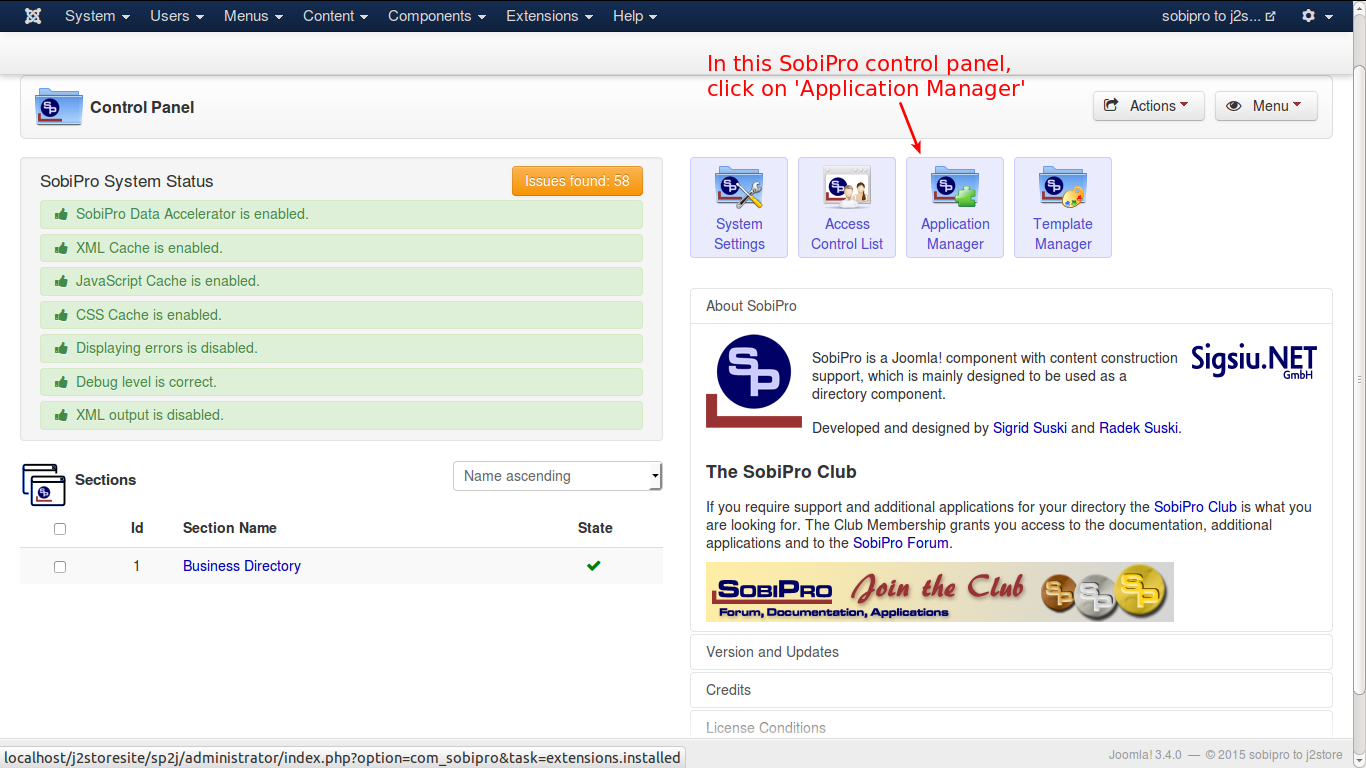 System Users Menus Content Components Extensions Help sobipro to j2s...
In this SobiPro control panel,
click on 'Application Manager'
Control Panel
Actions Menu
SobiPro System Status
Issues found: 58
SobiPro Data Accelerator is enabled.
XML Cache is enabled.
JavaScript Cache is enabled.
CSS Cache is enabled.
Displaying errors is disabled.
Debug level is correct.
XML output is disabled.
Sections
Name ascending
Id Section Name State
1 Business Directory
SP
System
Settings
SP
Access
Control List
SP
Application
Manager
SP
Template
Manager
About SobiPro
SP
SobiPro is a Joomla! component with content construction
support, which is mainly designed to be used as a
directory component.
Sigsiu.NET
GmbH
Developed and designed by Sigrid Suski and Radek Suski.
The SobiPro Club
If you require support and additional applications for your directory the SobiPro Club is what you
are looking for. The Club Membership grants you access to the documentation, additional
applications and to the SobiPro Forum.
SOBIPRO Join the Club
Forum, Documentation, Applications
SP SP SP
Version and Updates
Credits
License Conditions
localhost/j2storesite/sp2j/administrator/index.php?option=com_sobipro&task=extensions.installed
Joomla! 3.4.0 — © 2015 sobipro to j2store